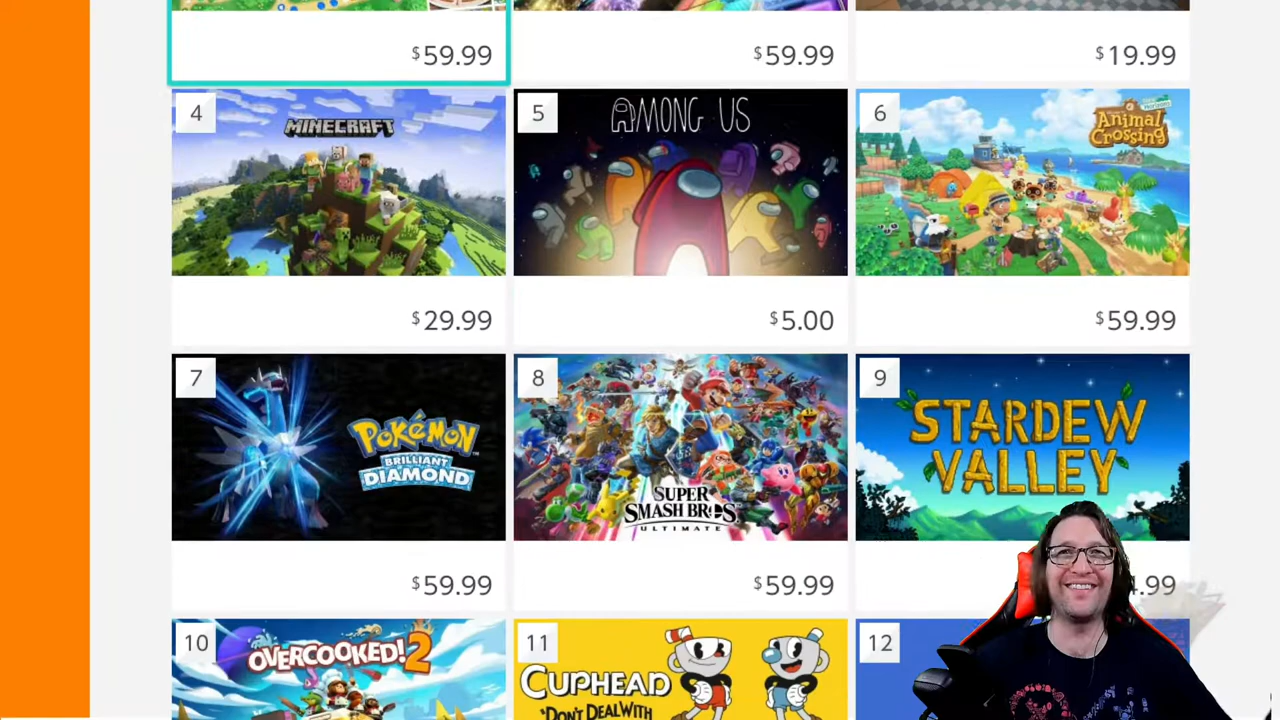 $59.99 $59.99 $19.99
4 MINECRAFT
5 AMONG US
6 Animal Crossing
$29.99 $5.00 $59.99
7 POKÉMON
BRILLIANT
DIAMOND
8 SUPER
SMASH BROS.
ULTIMATE
9 STARDEW
VALLEY
$59.99 $59.99 4.99
10 OVERCOOKED! 2
11 CUPHEAD
"DON'T DEAL WITH
12